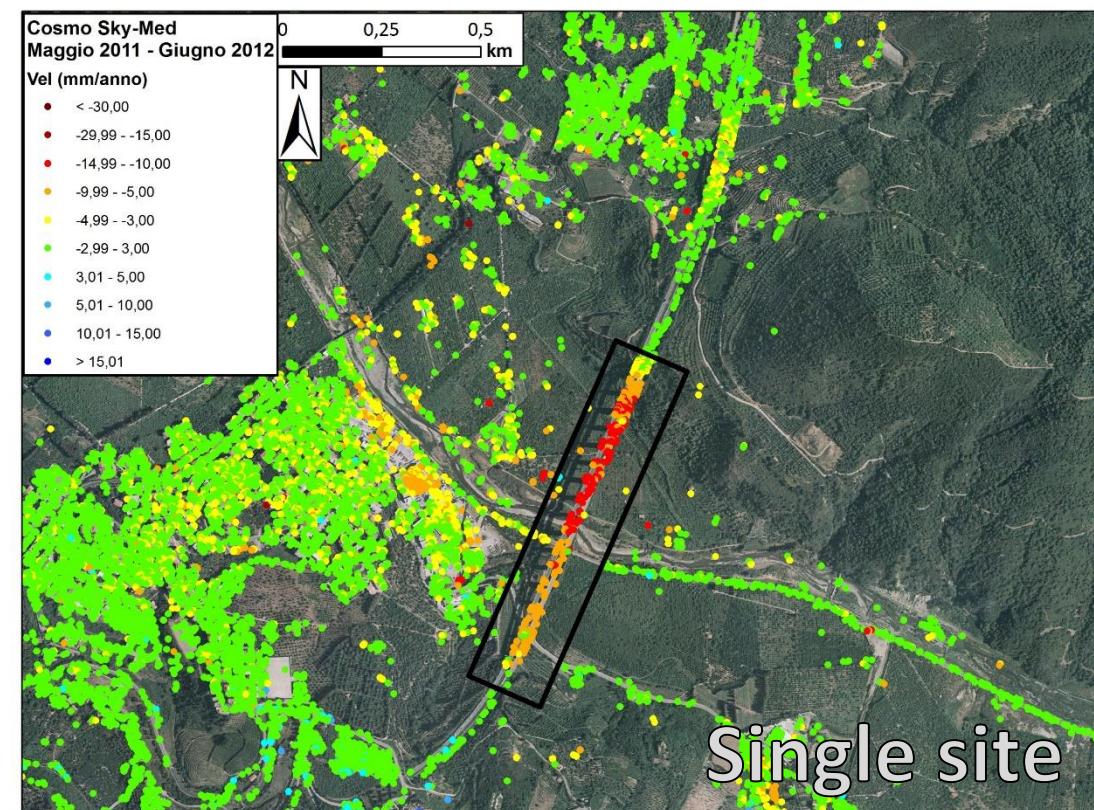 Cosmo Sky-Med
Maggio 2011 - Giugno 2012
Vel (mm/anno)
< -30,00
-29,99 - -15,00
-14,99 - -10,00
-9,99 - -5,00
-4,99 - -3,00
-2,99 - 3,00
3,01 - 5,00
5,01 - 10,00
10,01 - 15,00
> 15,01
0 0,25 0,5
km
N
Single site